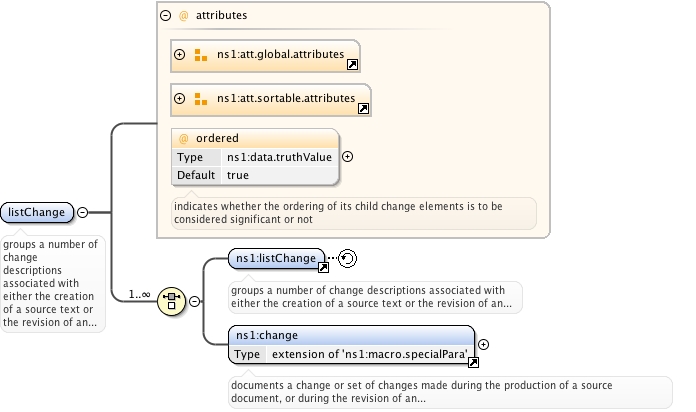 @ attributes
ns1:att.global.attributes
ns1:att.sortable.attributes
@ ordered
Type ns1:data.truthValue
Default true
indicates whether the ordering of its child change elements is to be
considered significant or not
listChange
groups a number of
change
descriptions
associated with
either the creation
of a source text or
the revision of an...
1..∞
ns1:listChange
groups a number of change descriptions associated with
either the creation of a source text or the revision of an...
ns1:change
Type extension of 'ns1:macro.specialPara'
documents a change or set of changes made during the production of a source
document, or during the revision of an...